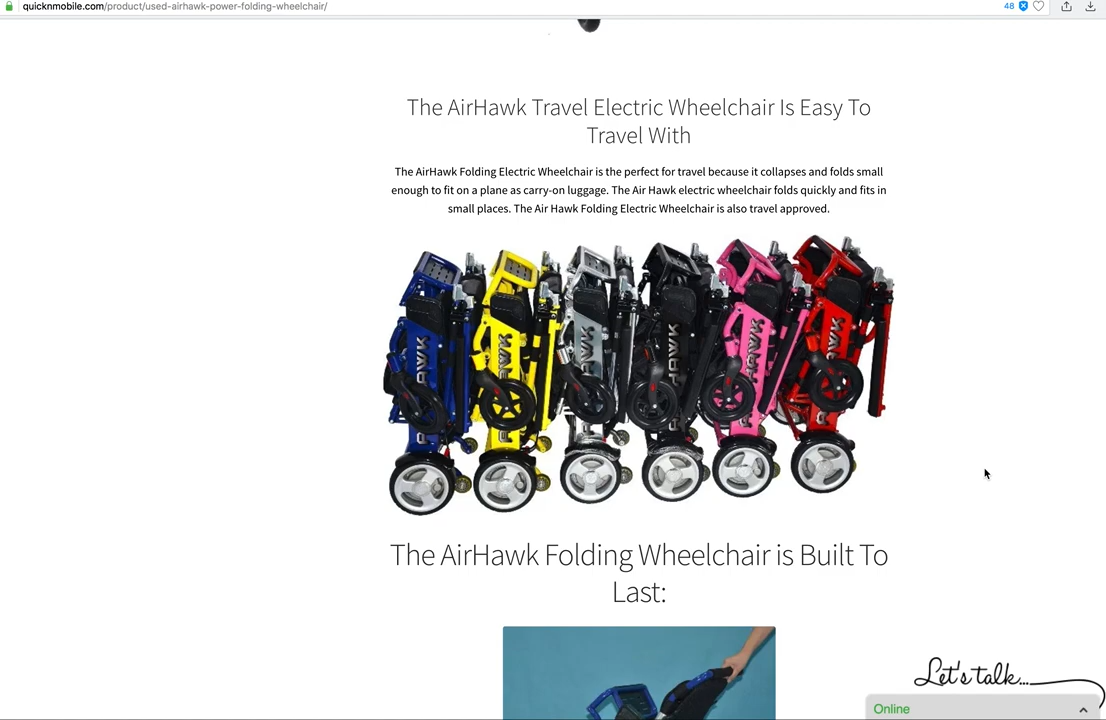 quicknmobile.com/product/used-airhawk-power-folding-wheelchair/
48
The AirHawk Travel Electric Wheelchair Is Easy To
Travel With
The AirHawk Folding Electric Wheelchair is the perfect for travel because it collapses and folds small
enough to fit on a plane as carry-on luggage. The Air Hawk electric wheelchair folds quickly and fits in
small places. The Air Hawk Folding Electric Wheelchair is also travel approved.
The AirHawk Folding Wheelchair is Built To
Last:
Let's talk...
Online